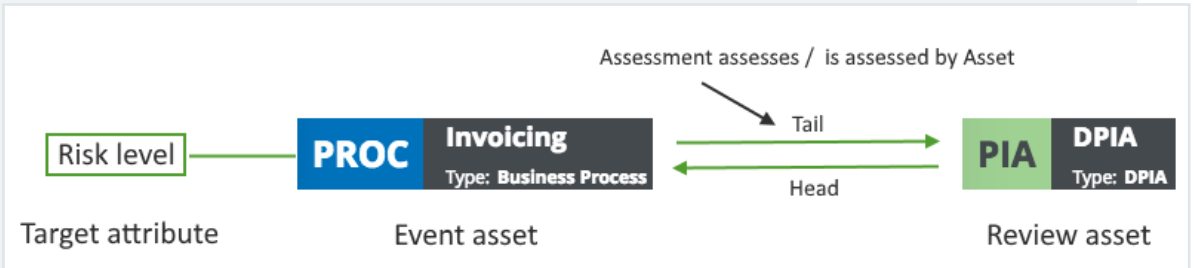 Assessment assesses / is assessed by Asset
Tail
Risk level
PROC
Invoicing
Type: Business Process
PIA
DPIA
Type: DPIA
Head
Target attribute
Event asset
Review asset